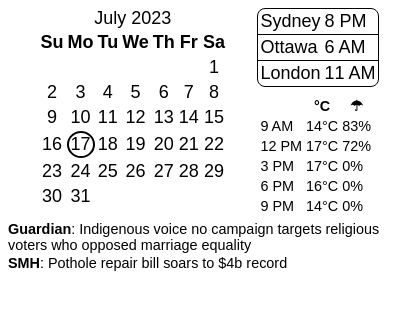 July 2023
Su Mo Tu We Th Fr Sa
1
2 3 4 5 6 7 8
9 10 11 12 13 14 15
16 17 18 19 20 21 22
23 24 25 26 27 28 29
30 31
Sydney 8 PM
Ottawa 6 AM
London 11 AM
°C ☂
9 AM 14°C 83%
12 PM 17°C 72%
3 PM 17°C 0%
6 PM 16°C 0%
9 PM 14°C 0%
Guardian: Indigenous voice no campaign targets religious
voters who opposed marriage equality
SMH: Pothole repair bill soars to $4b record